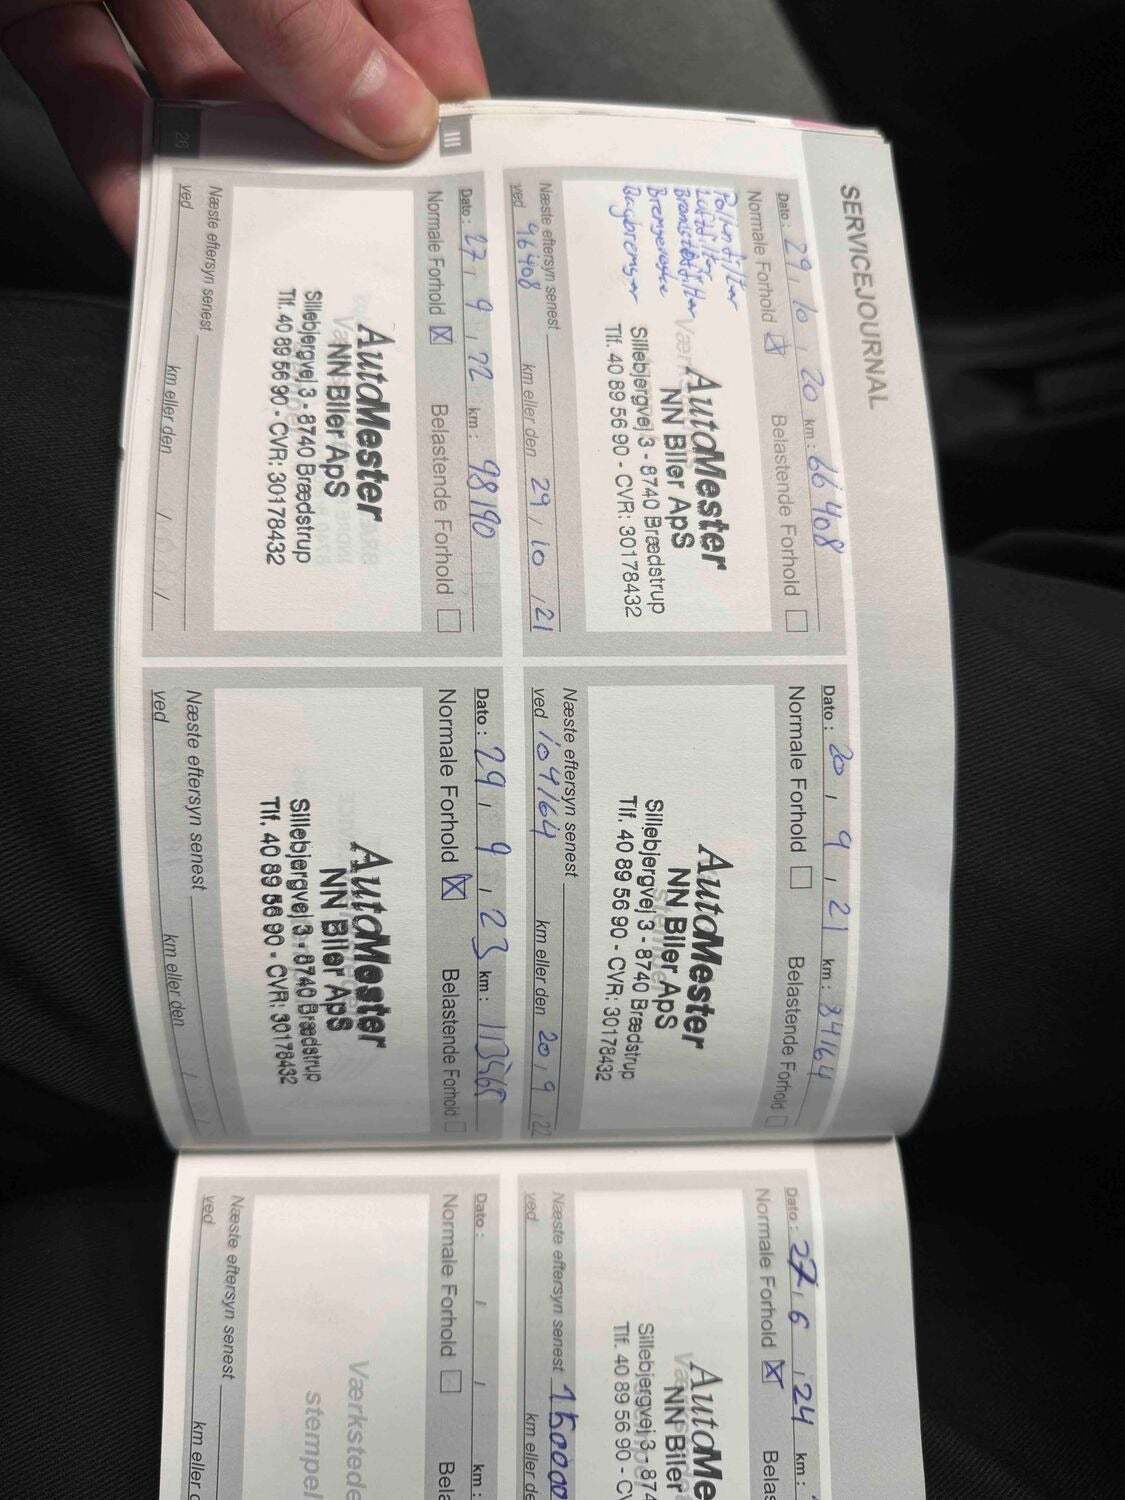 SERVICEJOURNAL
Dato : 29 , 10 , 20 km : 66408
Normale Forhold ☒ Belastende Forhold ☐
Luftfilter
AutoMester
NN Biler ApS
Sillebjergvej 3 - 8740 Brædstrup
Tlf. 40 89 56 90 - CVR: 30178432
Næste eftersyn senest
ved 96408 km eller den 29 , 10 , 21
Dato : 20 , 9 , 21 km : 84164
Normale Forhold ☐ Belastende Forhold ☐
AutoMester
NN Biler ApS
Sillebjergvej 3 - 8740 Brædstrup
Tlf. 40 89 56 90 - CVR: 30178432
Næste eftersyn senest
ved 104164 km eller den 20 , 9 , 22
Dato : 27 , 9 , 22 km : 98190
Normale Forhold ☒ Belastende Forhold ☐
AutoMester
NN Biler ApS
Sillebjergvej 3 - 8740 Brædstrup
Tlf. 40 89 56 90 - CVR: 30178432
Næste eftersyn senest
ved km eller den / /
Dato : 29 , 9 , 23 km :
Normale Forhold ☒ Belastende Forhold ☐
AutoMester
NN Biler ApS
Sillebjergvej 3 - 8740 Brædstrup
Tlf. 40 89 56 90 - CVR: 30178432
Næste eftersyn senest
ved km eller den / /
III
26
Dato : 27 , 6 , 24 km :
Normale Forhold ☒ Belas
AutoMe
NN Biler
Sillebjergvej 3 - 874
Tlf. 40 89 56 90 - CV
Næste eftersyn senest 150000
ved km eller de
Dato : / / km :
Normale Forhold ☐ Bela
Værkstede
stempel
Næste eftersyn senest
ved km eller d